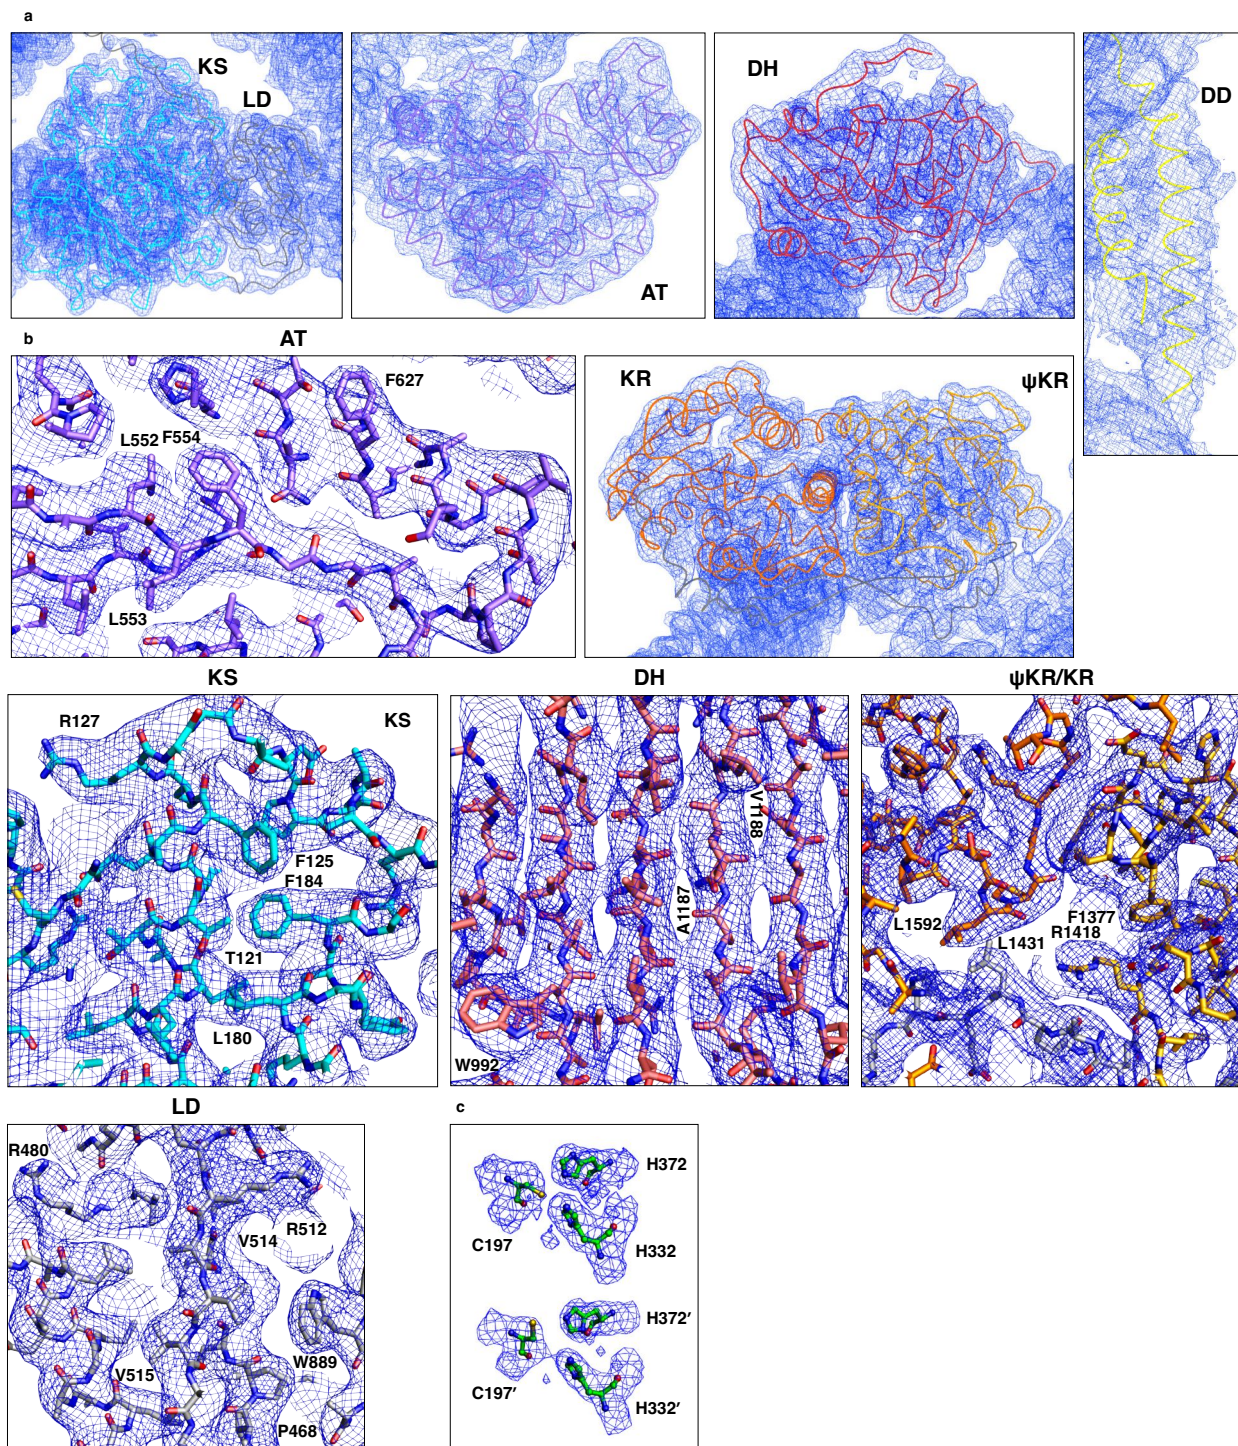 a
KS
LD
AT
DH
DD
b
AT
F627
L552 F554
L553
KR
ψKR
KS
R127
KS
F125
F184
T121
L180
DH
V1188
A1187
W992
ψKR/KR
L1592
F1377
R1418
L1431
LD
R480
R512
V514
W889
V515
P468
c
H372
C197
H332
H372′
C197′
H332′